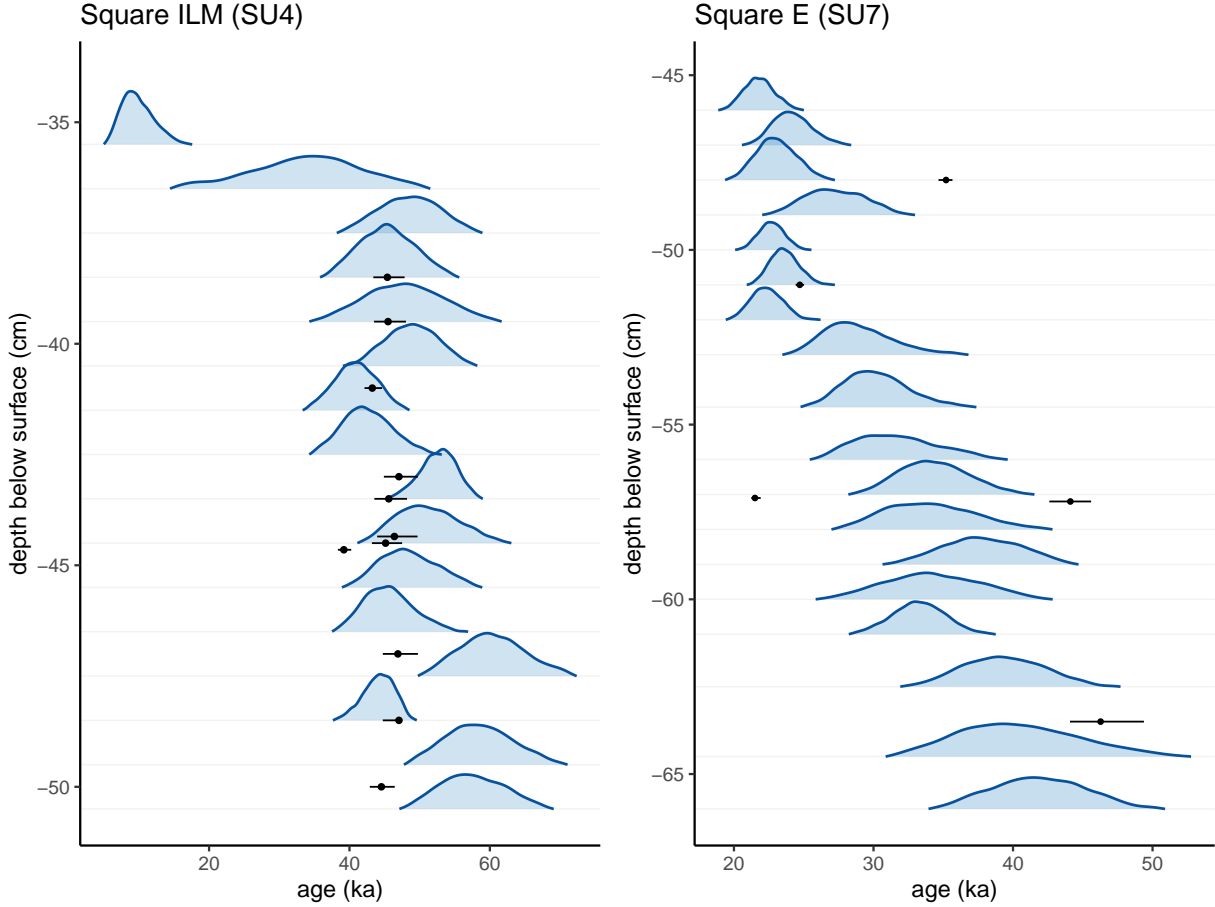 Square ILM (SU4)
−35
−40
−45
−50
20
40
60
age (ka)
depth below surface (cm)
Square E (SU7)
−45
−50
−55
−60
−65
20
30
40
50
age (ka)
depth below surface (cm)